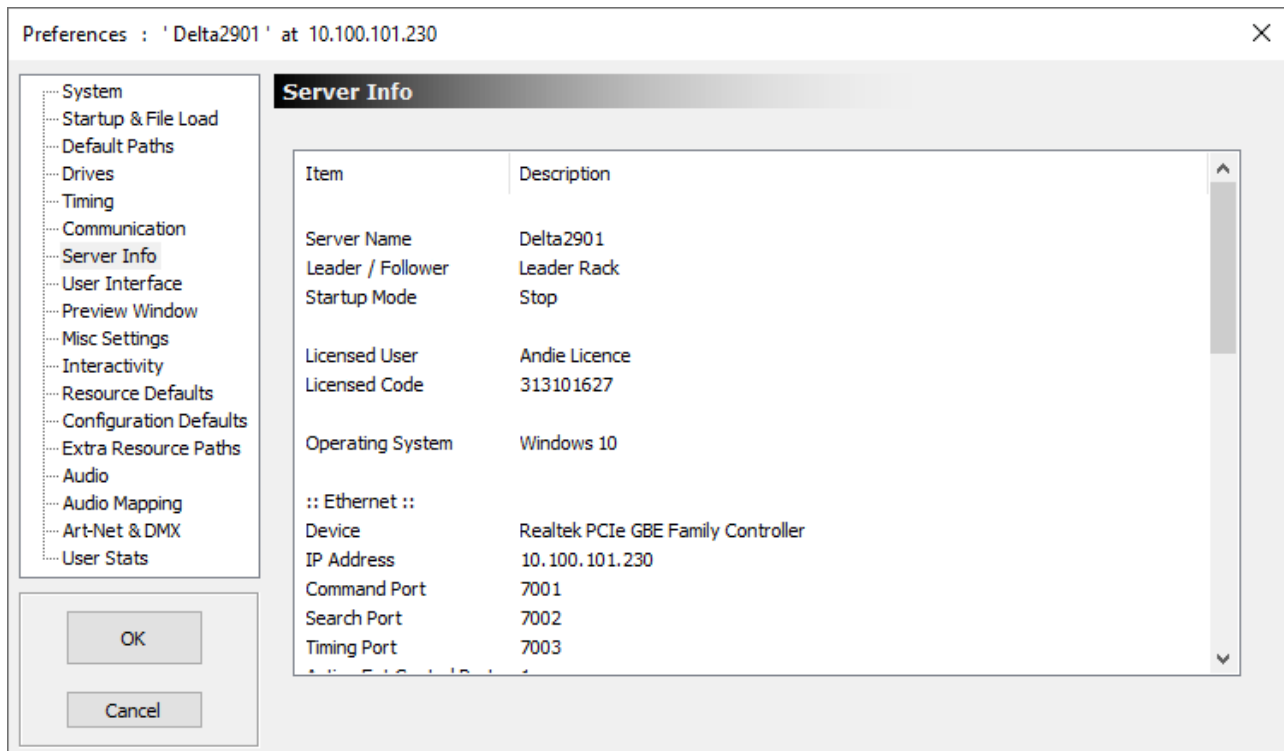 Preferences : ' Delta2901 ' at 10.100.101.230
System
Startup & File Load
Default Paths
Drives
Timing
Communication
Server Info
User Interface
Preview Window
Misc Settings
Interactivity
Resource Defaults
Configuration Defaults
Extra Resource Paths
Audio
Audio Mapping
Art-Net & DMX
User Stats
OK
Cancel
Server Info
Item Description
Server Name Delta2901
Leader / Follower Leader Rack
Startup Mode Stop
Licensed User Andie Licence
Licensed Code 313101627
Operating System Windows 10
:: Ethernet ::
Device Realtek PCIe GBE Family Controller
IP Address 10.100.101.230
Command Port 7001
Search Port 7002
Timing Port 7003